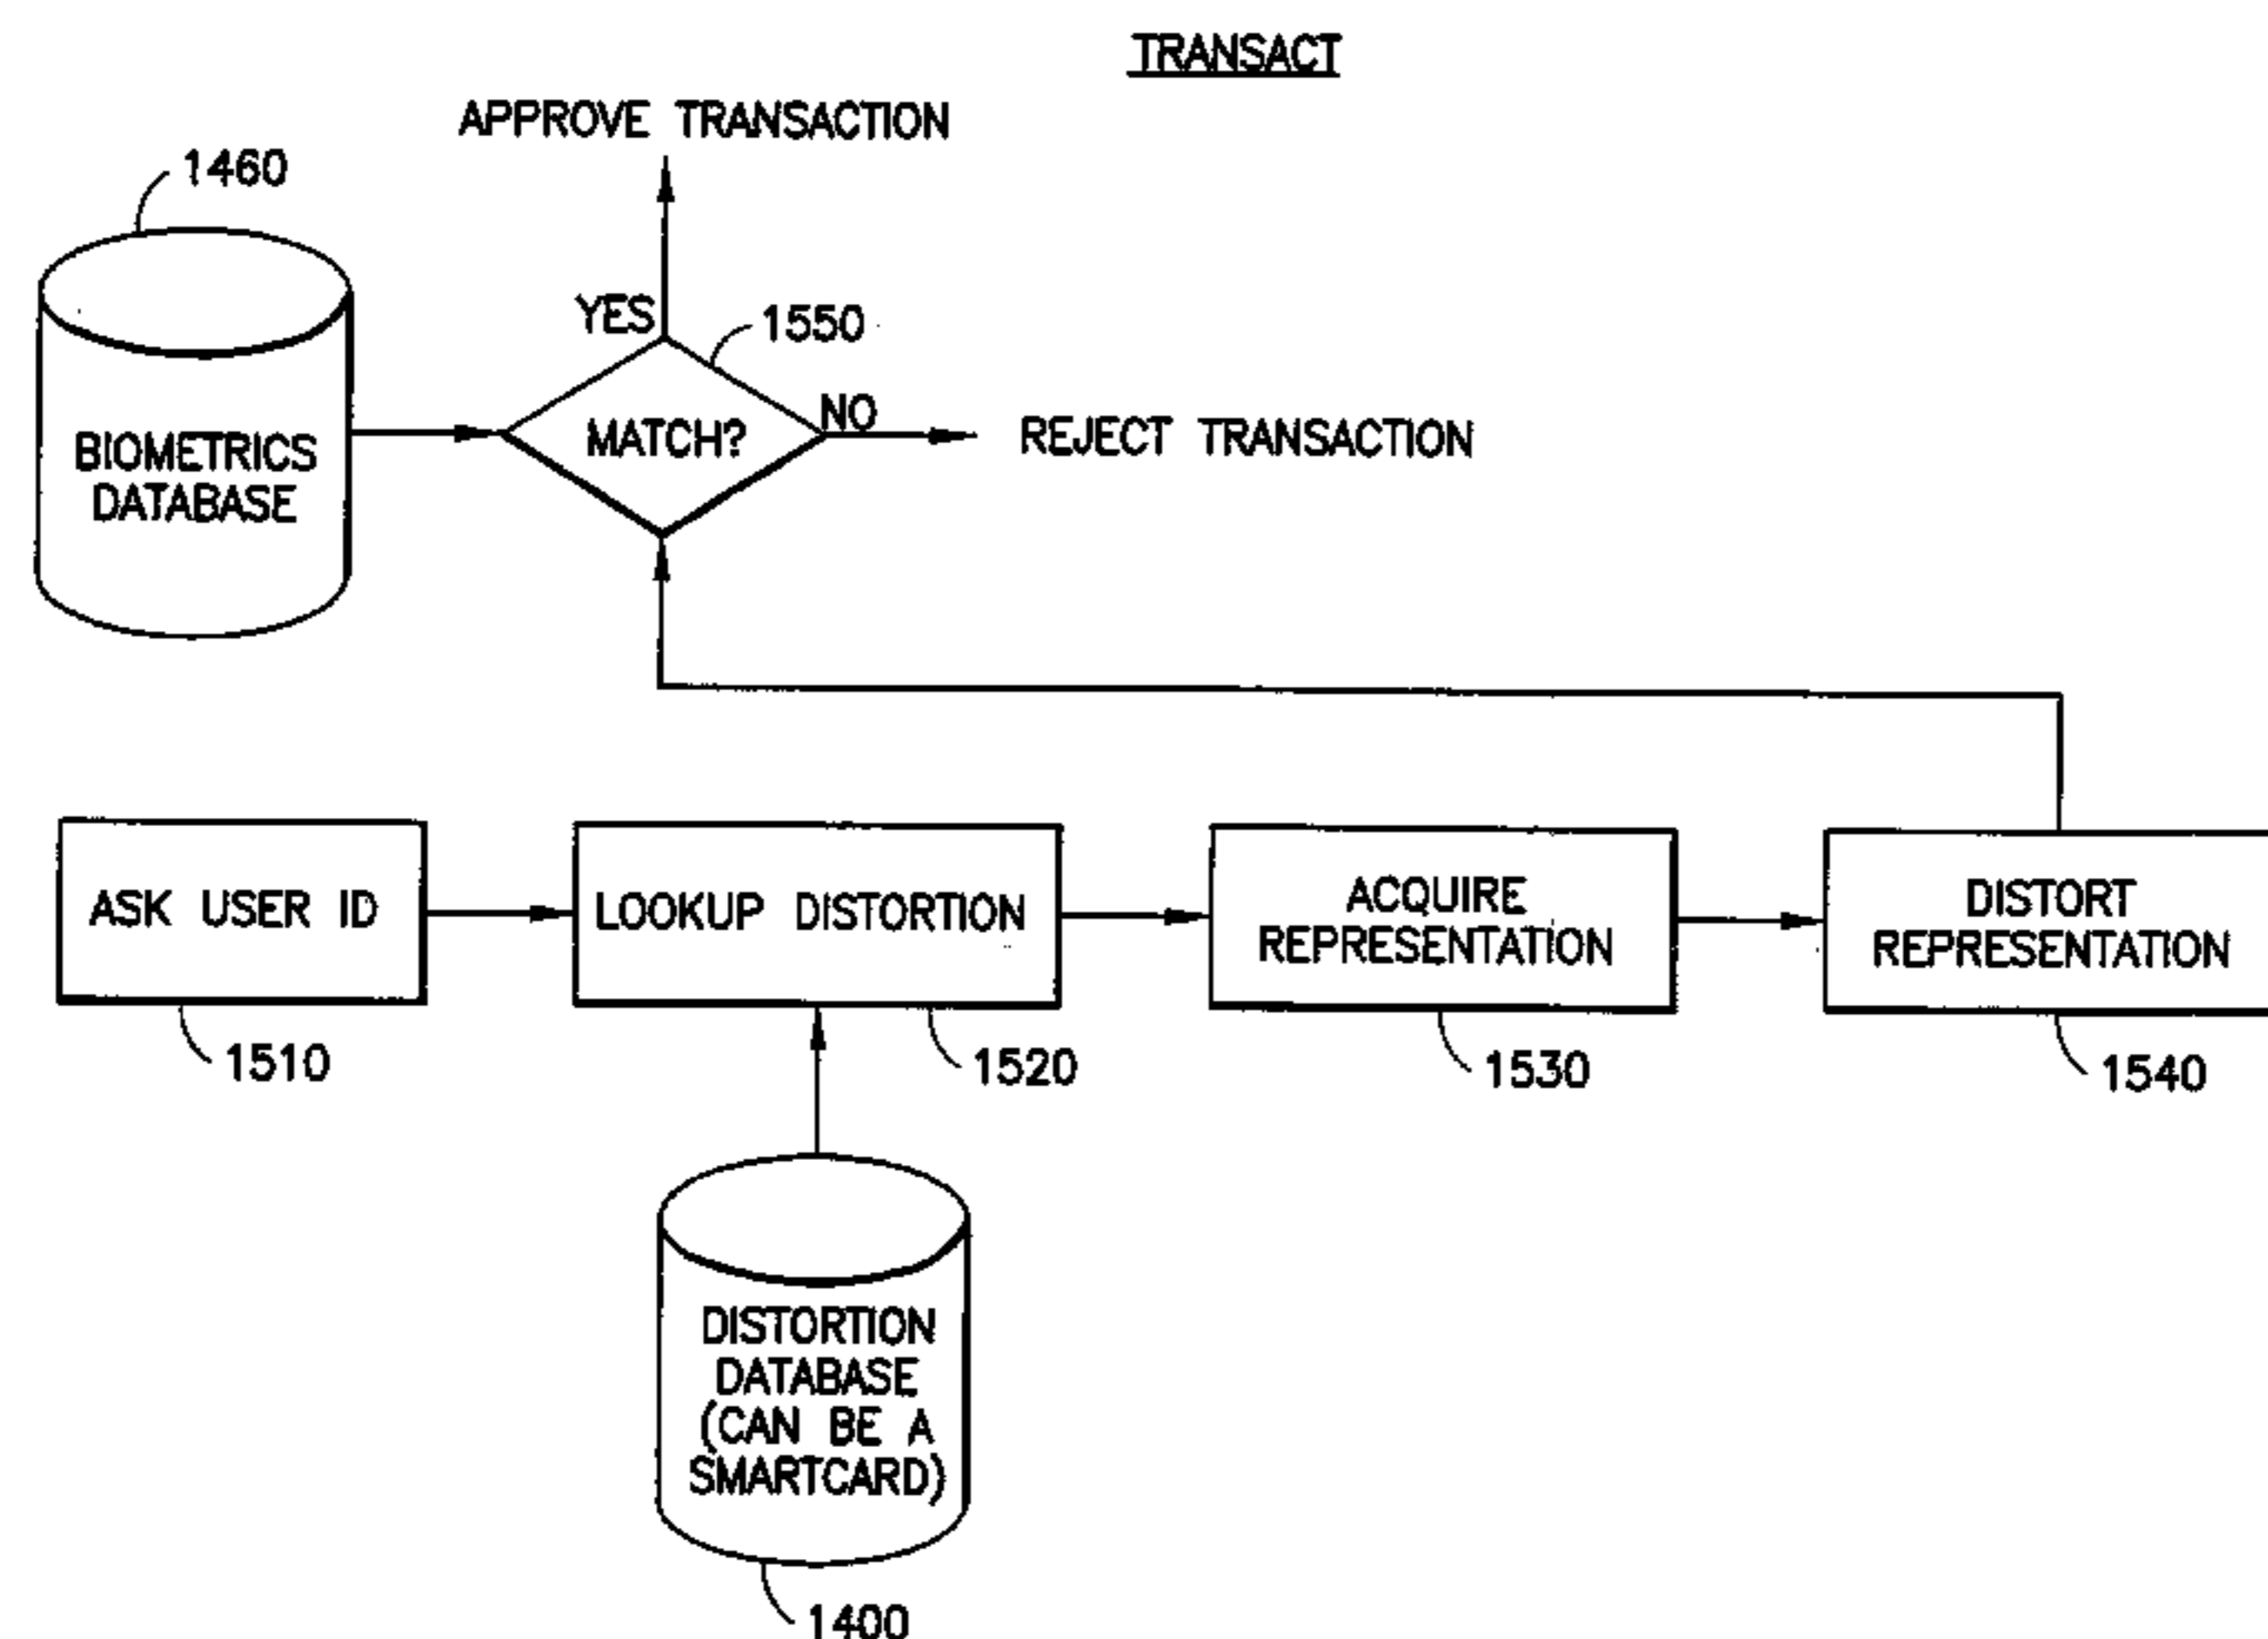 TRANSACT
APPROVE TRANSACTION
1460
YES
1550
NO
MATCH?
REJECT TRANSACTION
BIOMETRICS
DATABASE
ASK USER ID
LOOKUP DISTORTION
ACQUIRE
REPRESENTATION
DISTORT
REPRESENTATION
1510
1520
1530
1540
DISTORTION
DATABASE
(CAN BE A
SMARTCARD)
1400